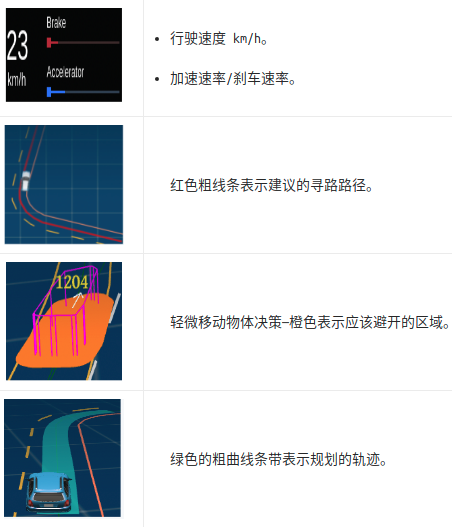 Brake
23
km/h
Accelerator
行驶速度 km/h。
加速速率/刹车速率。
红色粗线条表示建议的寻路路径。
1204
轻微移动物体决策–橙色表示应该避开的区域。
绿色的粗曲线条带表示规划的轨迹。